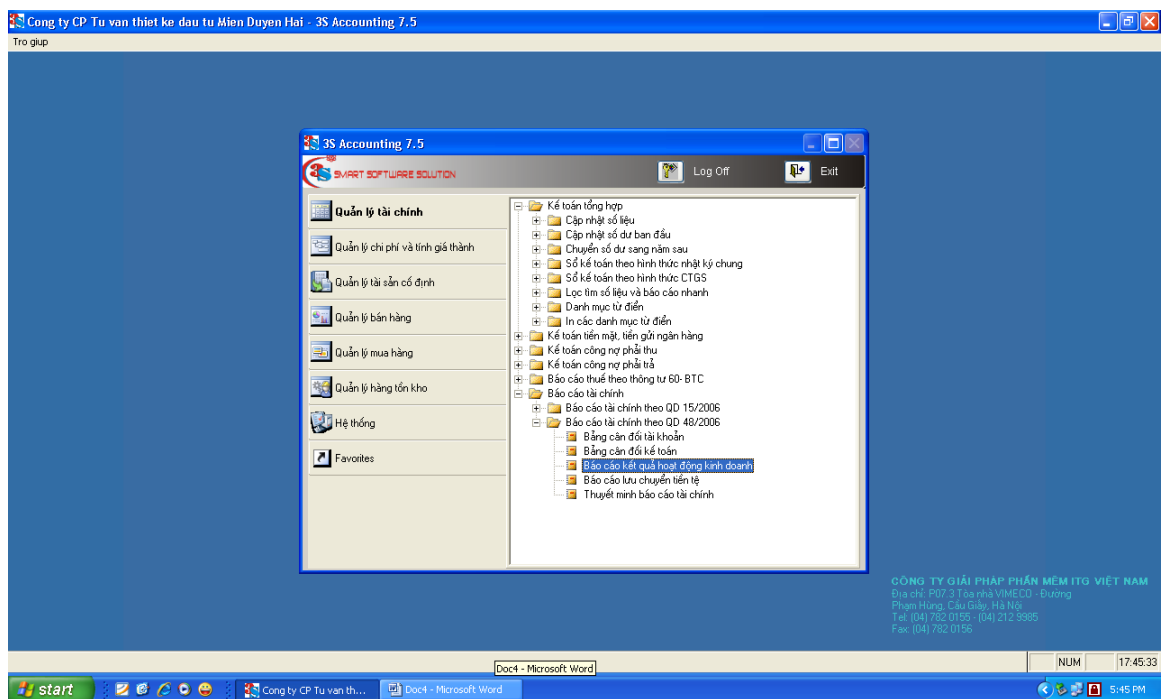 Cong ty CP Tu van thiet ke dau tu Mien Duyen Hai - 3S Accounting 7.5
Tro giup
3S Accounting 7.5
3S SMART SOFTWARE SOLUTION
Log Off
Exit
Quản lý tài chính
Quản lý chi phí và tính giá thành
Quản lý tài sản cố định
Quản lý bán hàng
Quản lý mua hàng
Quản lý hàng tồn kho
Hệ thống
Favorites
Kế toán tổng hợp
Cập nhật số liệu
Cập nhật số dư ban đầu
Chuyển số dư sang năm sau
Sổ kế toán theo hình thức nhật ký chung
Sổ kế toán theo hình thức CTGS
Lọc tìm số liệu và báo cáo nhanh
Danh mục từ điển
In các danh mục từ điển
Kế toán tiền mặt, tiền gửi ngân hàng
Kế toán công nợ phải thu
Kế toán công nợ phải trả
Báo cáo thuế theo thông tư 60- BTC
Báo cáo tài chính
Báo cáo tài chính theo QD 15/2006
Báo cáo tài chính theo QD 48/2006
Bảng cân đối tài khoản
Bảng cân đối kế toán
Báo cáo kết quả hoạt động kinh doanh
Báo cáo lưu chuyển tiền tệ
Thuyết minh báo cáo tài chính
CÔNG TY GIẢI PHÁP PHẦN MỀM ITG VIỆT NAM
Địa chỉ: P07.3 Tòa nhà VIMECO - Đường
Phạm Hùng, Cầu Giấy, Hà Nội
Tel: (04) 782 0155 - (04) 212 9985
Fax: (04) 782 0156
NUM
17:45:33
Doc4 - Microsoft Word
start
Cong ty CP Tu van th...
Doc4 - Microsoft Word
5:45 PM